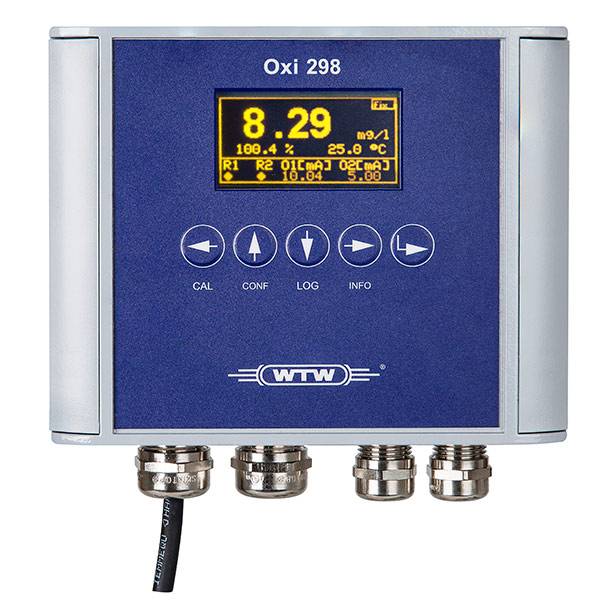 Oxi 298
fix
8.29 mg/l
100.4 % 25.0 °C
R1 R2 O1[mA] O2[mA]
10.04 5.00
CAL CONF LOG INFO
WTW ®